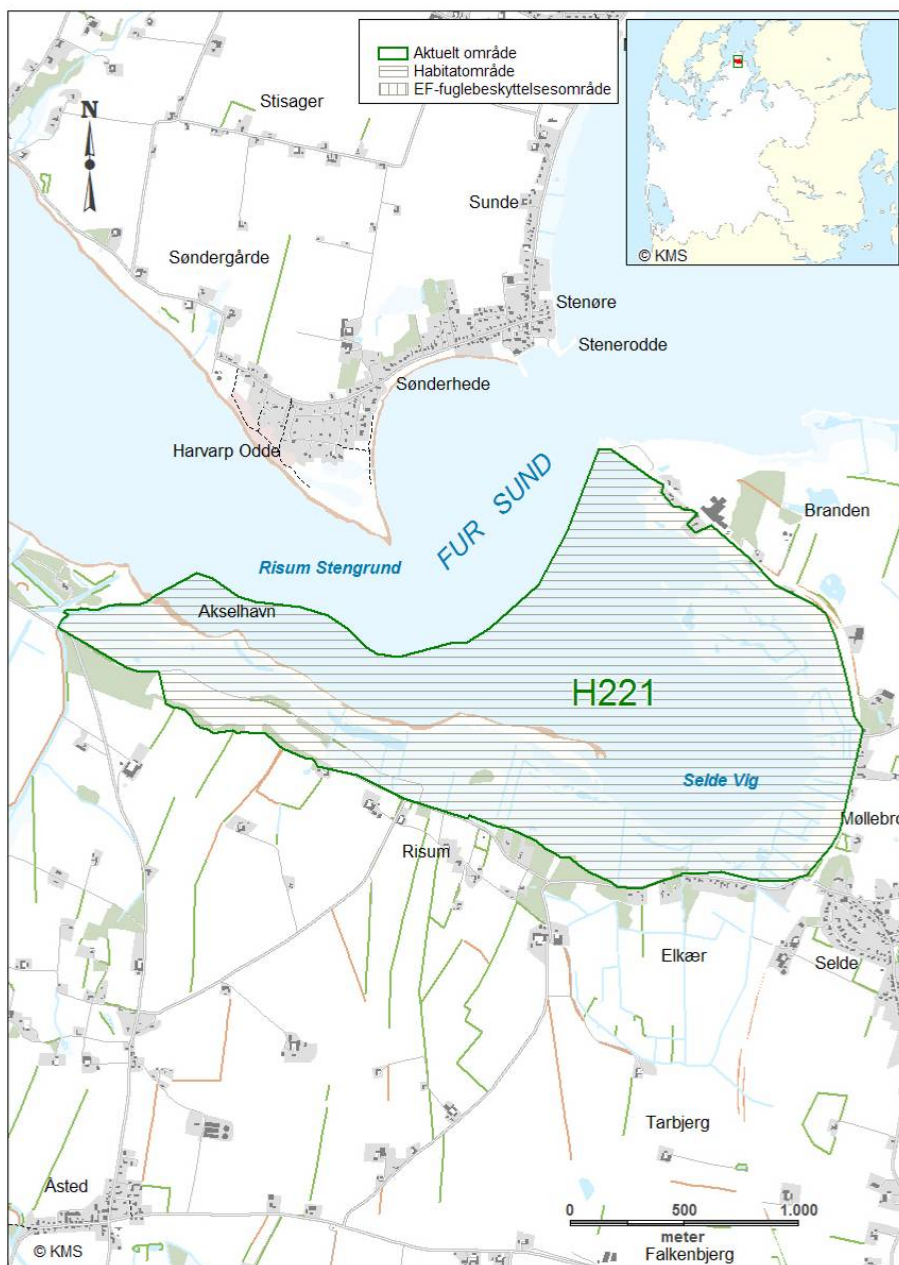 Aktuelt område
Habitatområde
EF-fuglebeskyttelsesområde
© KMS
Stisager
N
Sunde
Søndergårde
Stenøre
Stenerodde
Sønderhede
Harvarp Odde
FUR SUND
Branden
Risum Stengrund
Akselhavn
H221
Selde Vig
Møllebro
Risum
Elkær
Selde
Tarbjerg
Åsted
0 500 1.000
meter
Falkenbjerg
© KMS